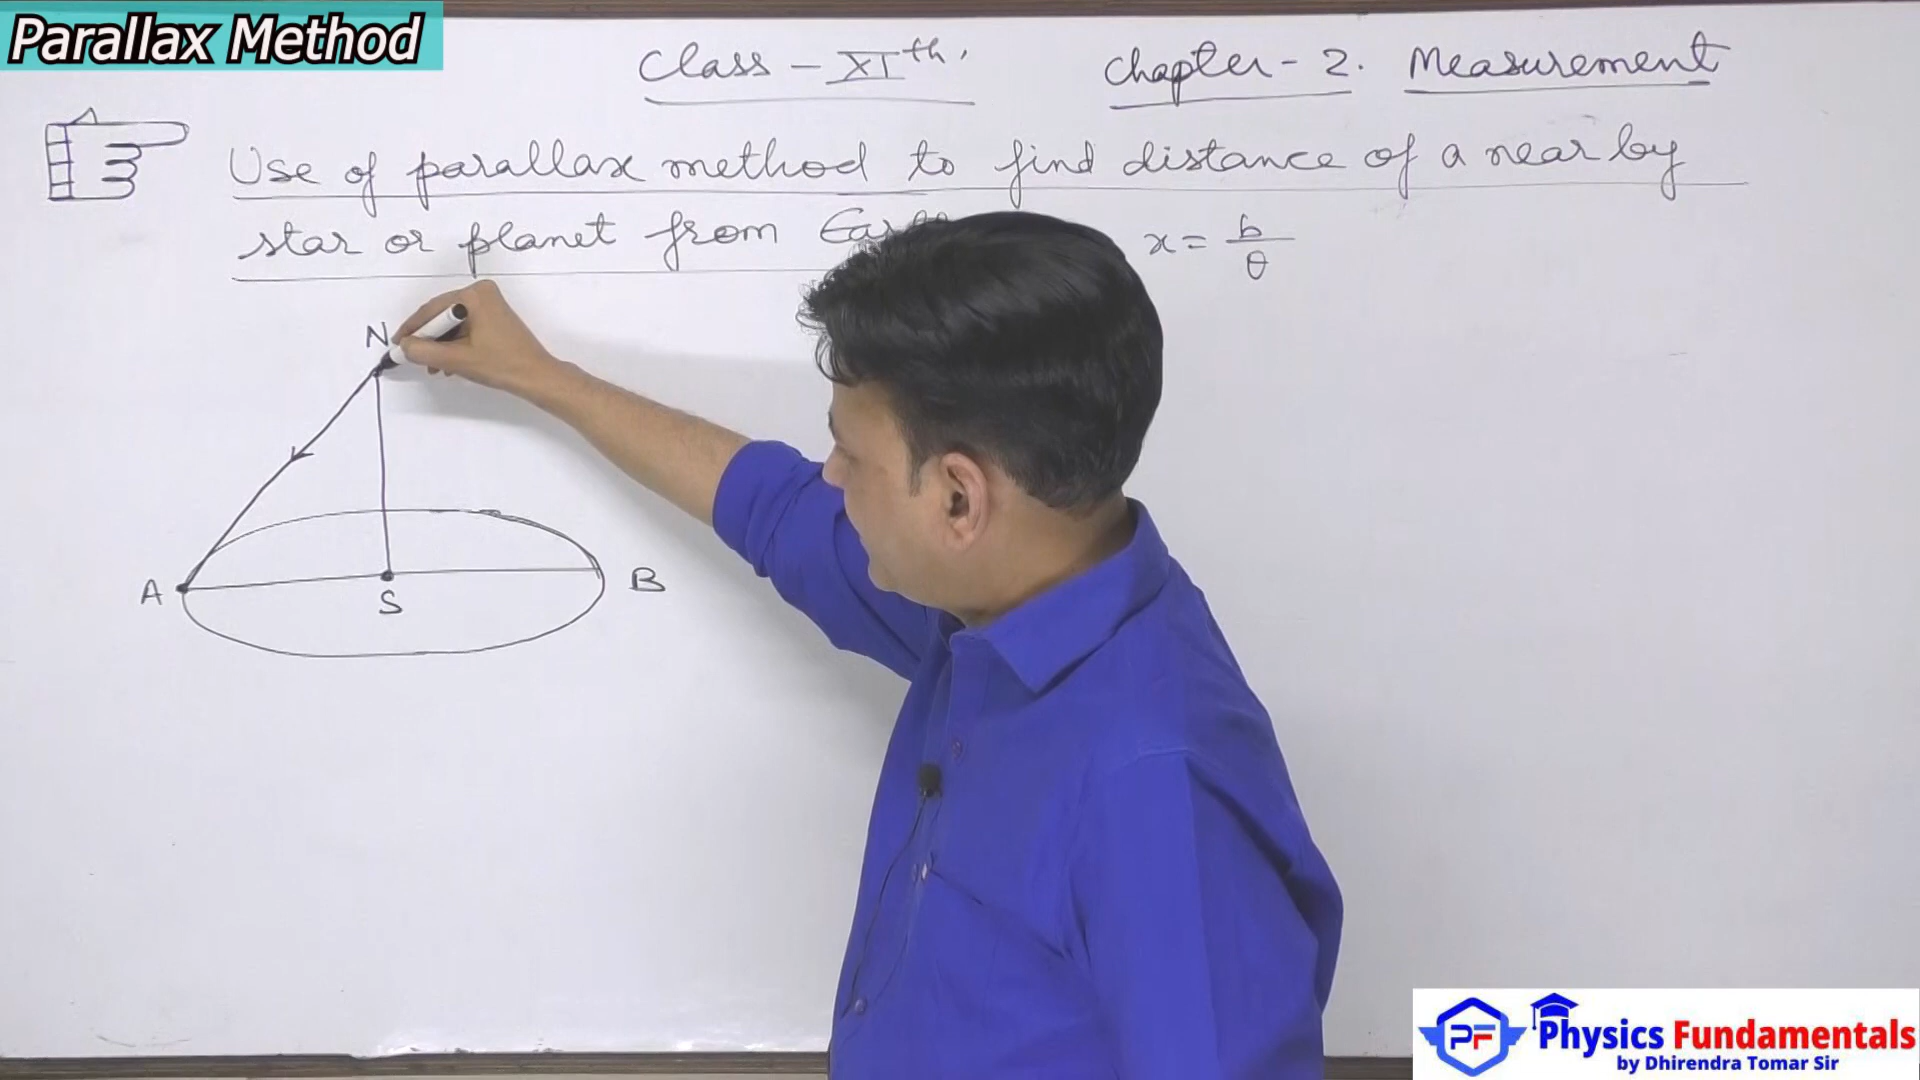 Parallax Method
Class - XIth. Chapter - 2. Measurement
Use of parallax method to find distance of a near by
star or planet from
x = b/θ
N
A
S
B
PF Physics Fundamentals
by Dhirendra Tomar Sir